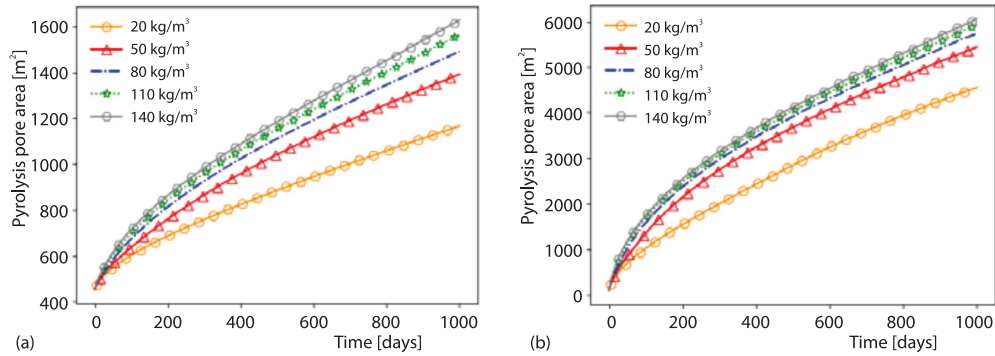 Pyrolysis pore area [m²]
1600
1400
1200
1000
800
600
400
20 kg/m³
50 kg/m³
80 kg/m³
110 kg/m³
140 kg/m³
0 200 400 600 800 1000
(a) Time [days]
Pyrolysis pore area [m²]
6000
5000
4000
3000
2000
1000
0
20 kg/m³
50 kg/m³
80 kg/m³
110 kg/m³
140 kg/m³
0 200 400 600 800 1000
(b) Time [days]